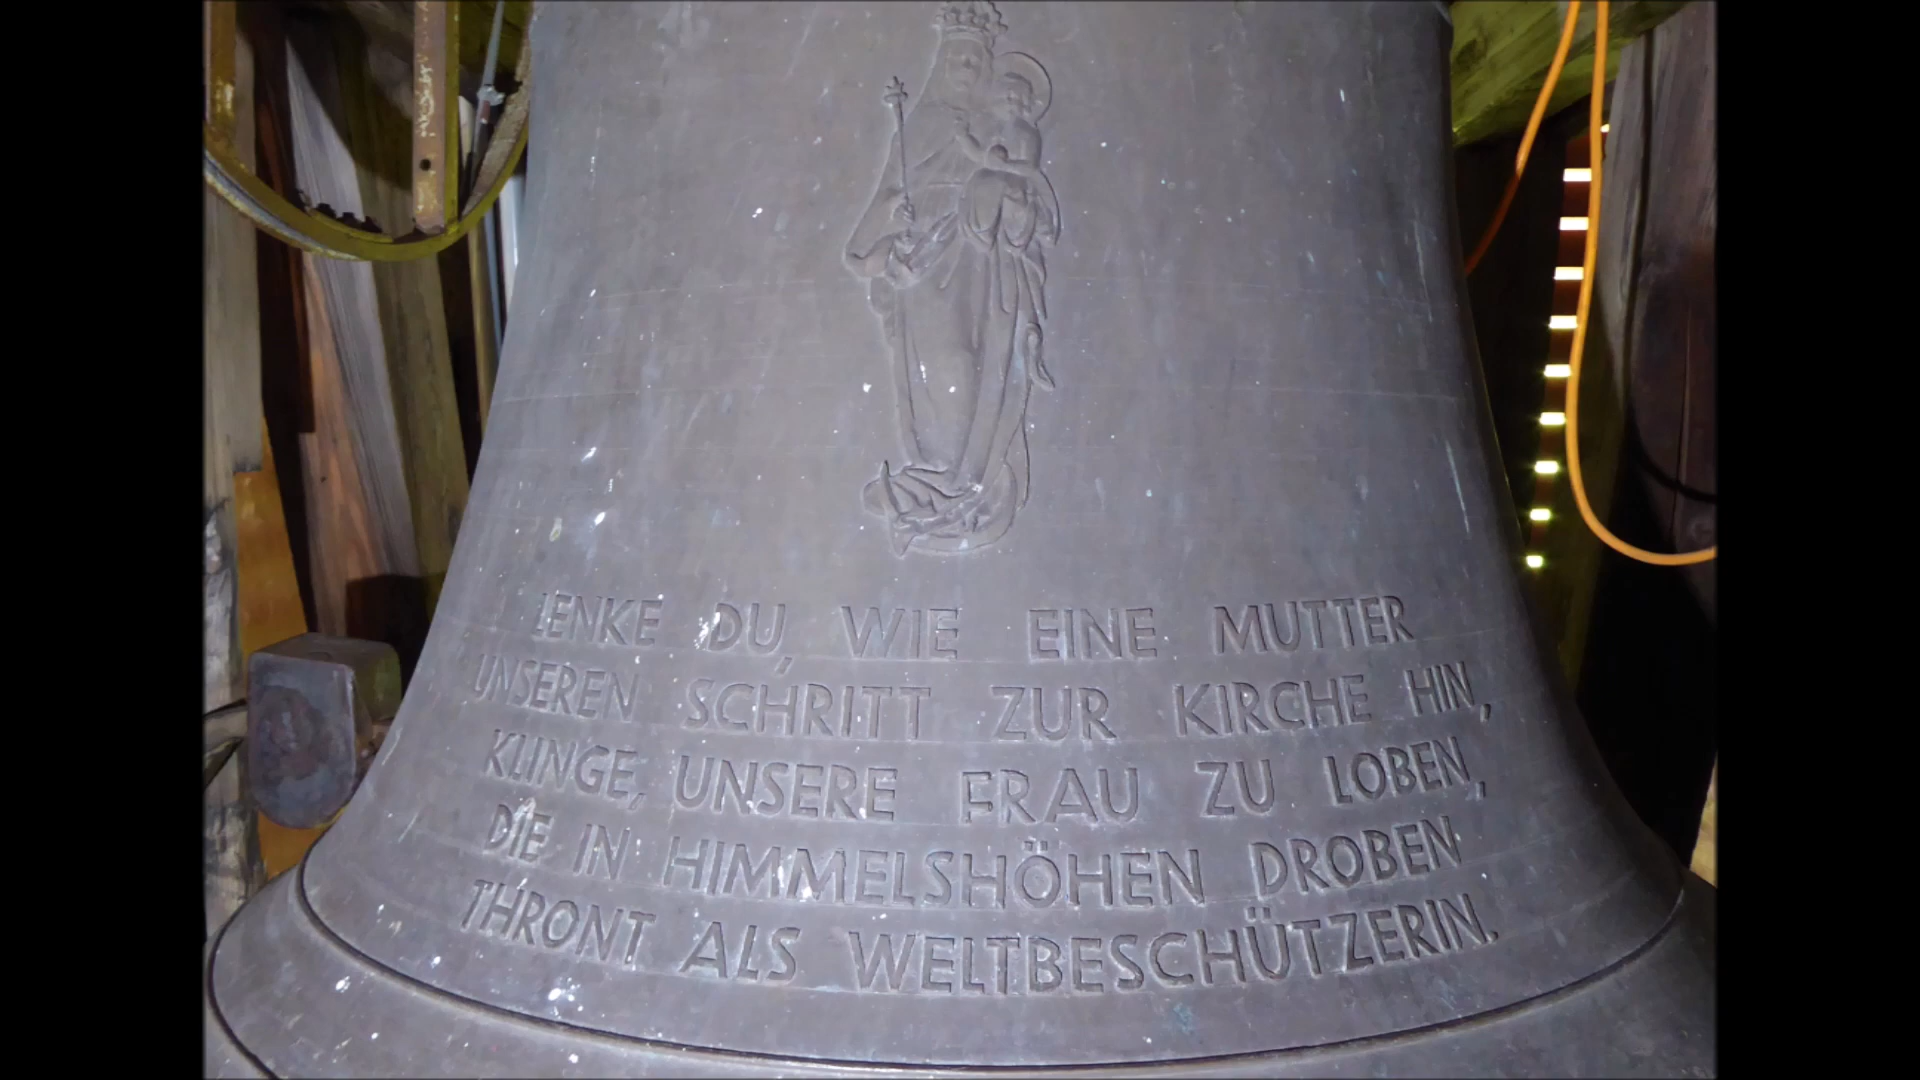 LENKE DU, WIE EINE MUTTER
UNSEREN SCHRITT ZUR KIRCHE HIN,
KLINGE, UNSERE FRAU ZU LOBEN,
DIE IN HIMMELSHÖHEN DROBEN
THRONT ALS WELTBESCHÜTZERIN.